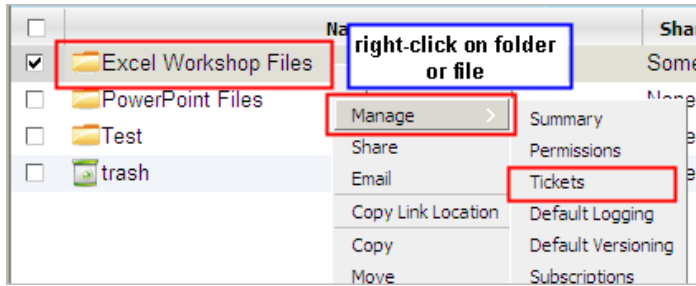 Na
Sha
right-click on folder
or file
Excel Workshop Files
Some
PowerPoint Files
None
Test
trash
Manage
Share
Email
Copy Link Location
Copy
Move
Summary
Permissions
Tickets
Default Logging
Default Versioning
Subscriptions